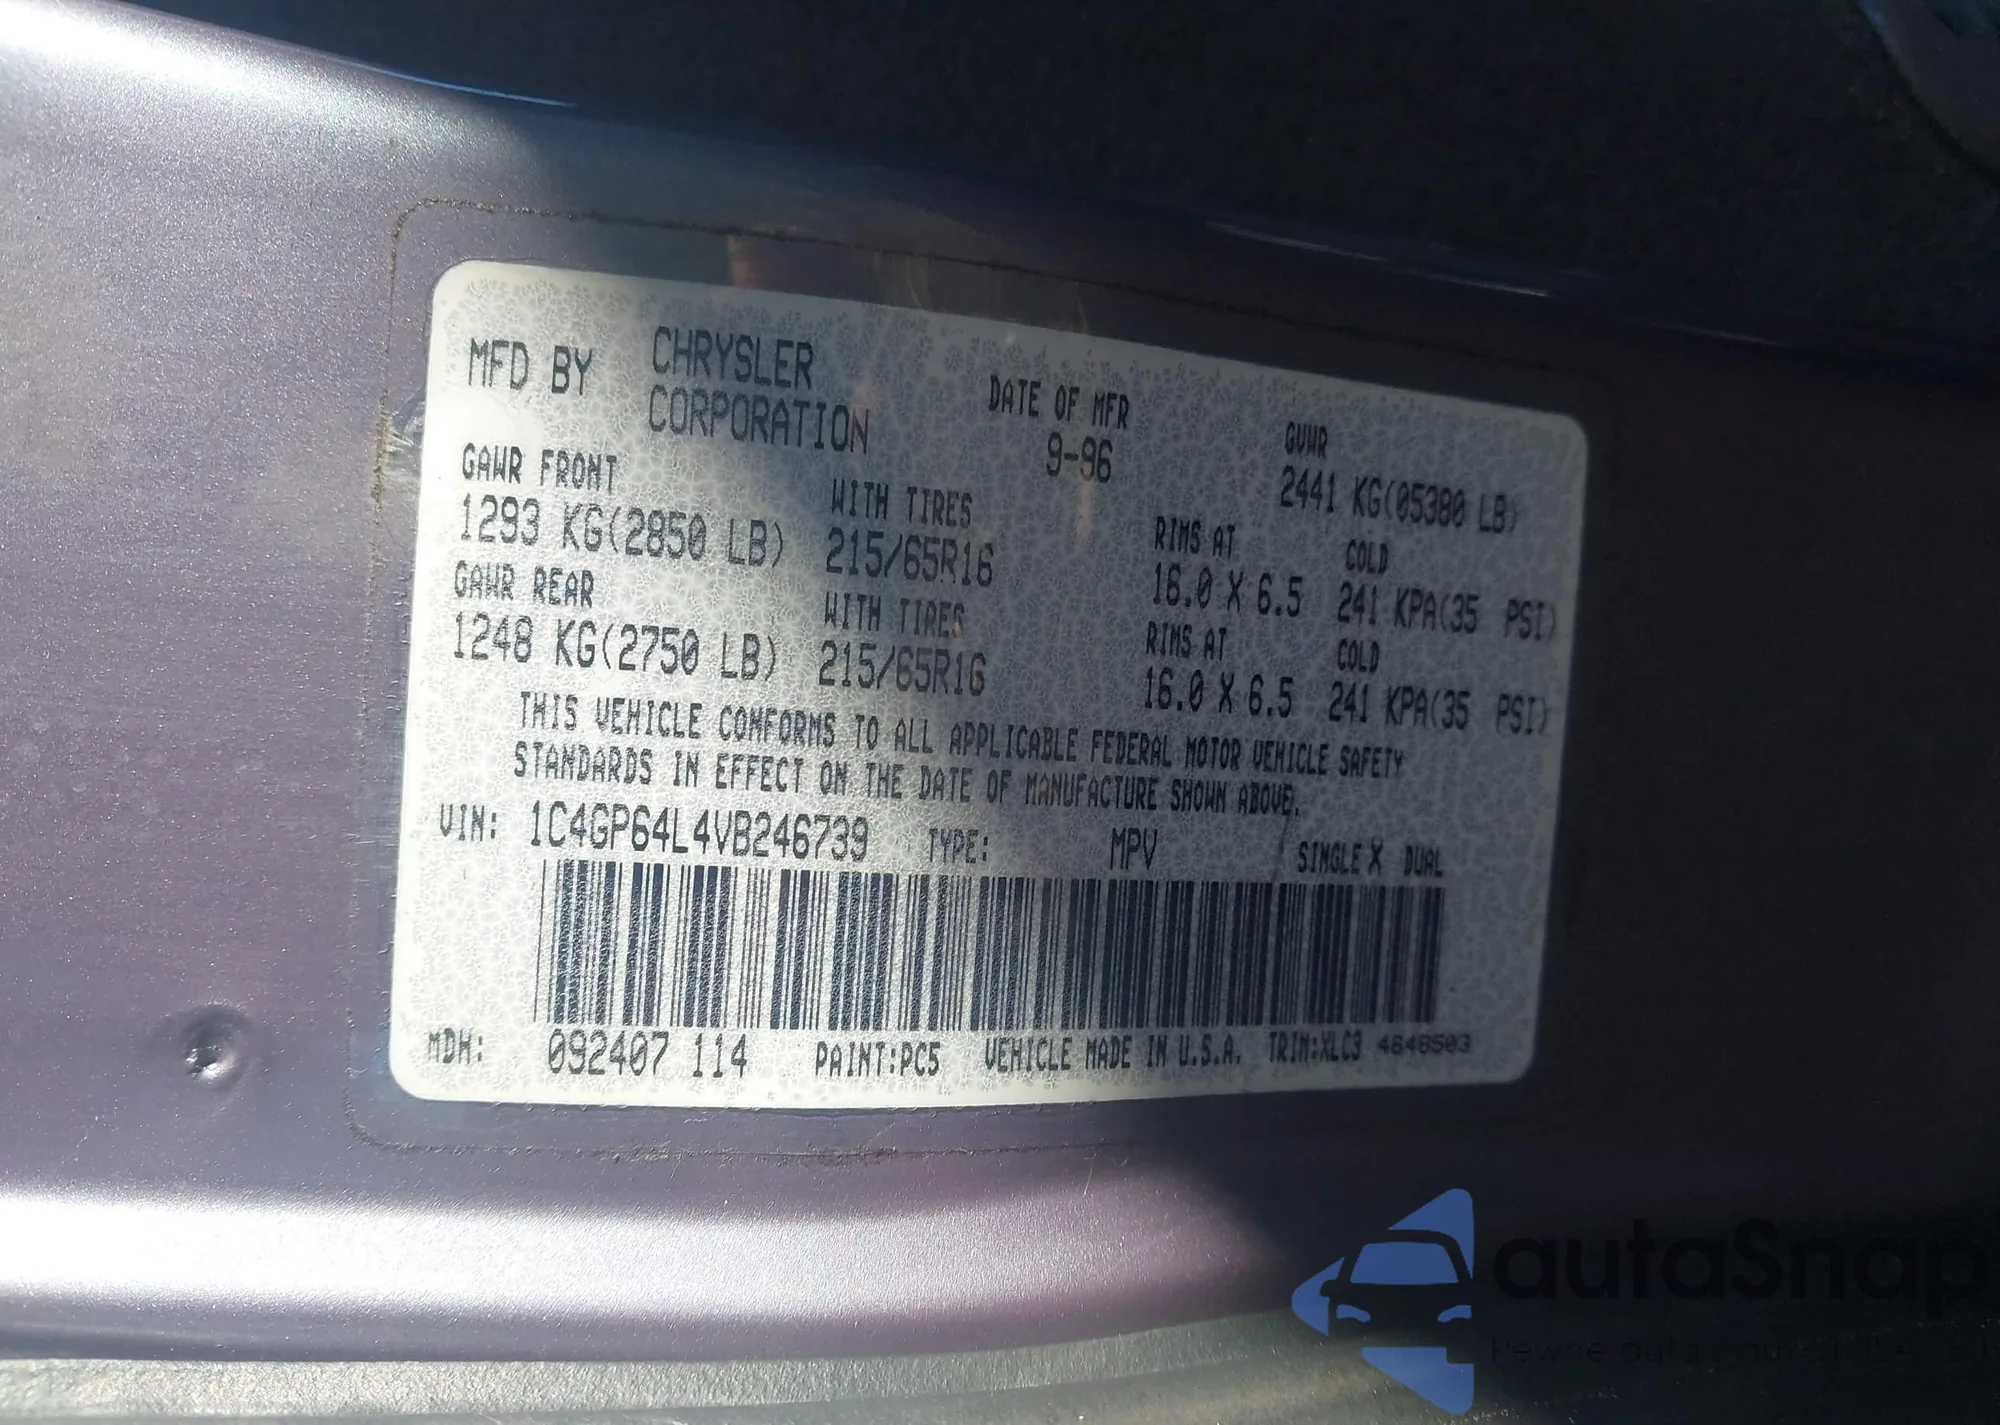 MFD BY CHRYSLER CORPORATION DATE OF MFR 9-96 GVWR 2441 KG(05380 LB)
GAWR FRONT WITH TIRES RIMS AT COLD
1293 KG(2850 LB) 215/65R16 16.0 X 6.5 241 KPA(35 PSI)
GAWR REAR WITH TIRES RIMS AT COLD
1248 KG(2750 LB) 215/65R16 16.0 X 6.5 241 KPA(35 PSI)
THIS VEHICLE CONFORMS TO ALL APPLICABLE FEDERAL MOTOR VEHICLE SAFETY
STANDARDS IN EFFECT ON THE DATE OF MANUFACTURE SHOWN ABOVE.
VIN: 1C4GP64L4VB246739 TYPE: MPV SINGLE X DUAL
MDH: 092407 114 PAINT:PC5 VEHICLE MADE IN U.S.A. TRIM:XLC3 4648503
autaSnap
Pewne auto